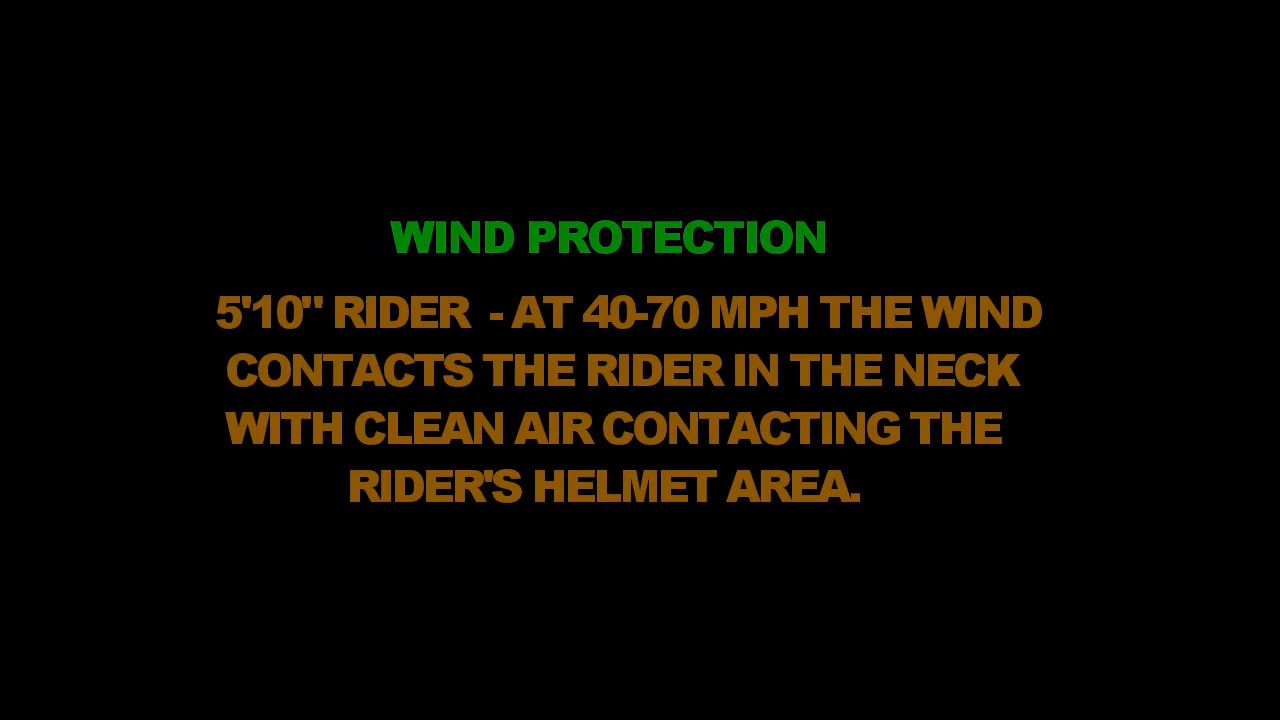 WIND PROTECTION
5'10" RIDER - AT 40-70 MPH THE WIND
CONTACTS THE RIDER IN THE NECK
WITH CLEAN AIR CONTACTING THE
RIDER'S HELMET AREA.